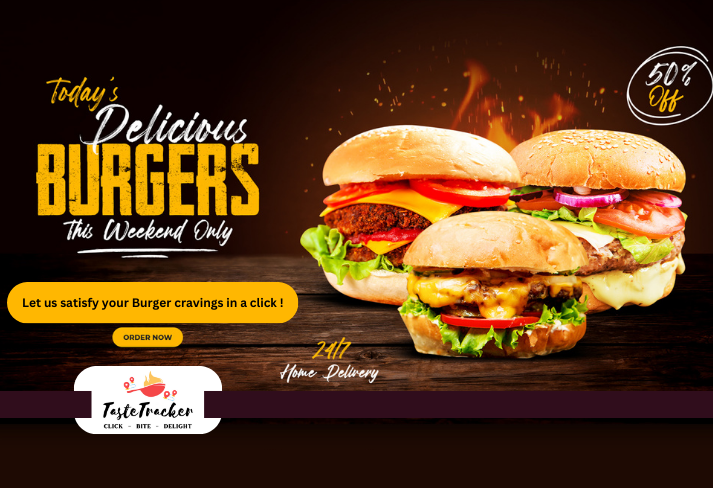 Today's
Delicious
BURGERS
This Weekend Only
50%
Off
Let us satisfy your Burger cravings in a click !
ORDER NOW
24/7
Home Delivery
TasteTracker
CLICK - BITE - DELIGHT